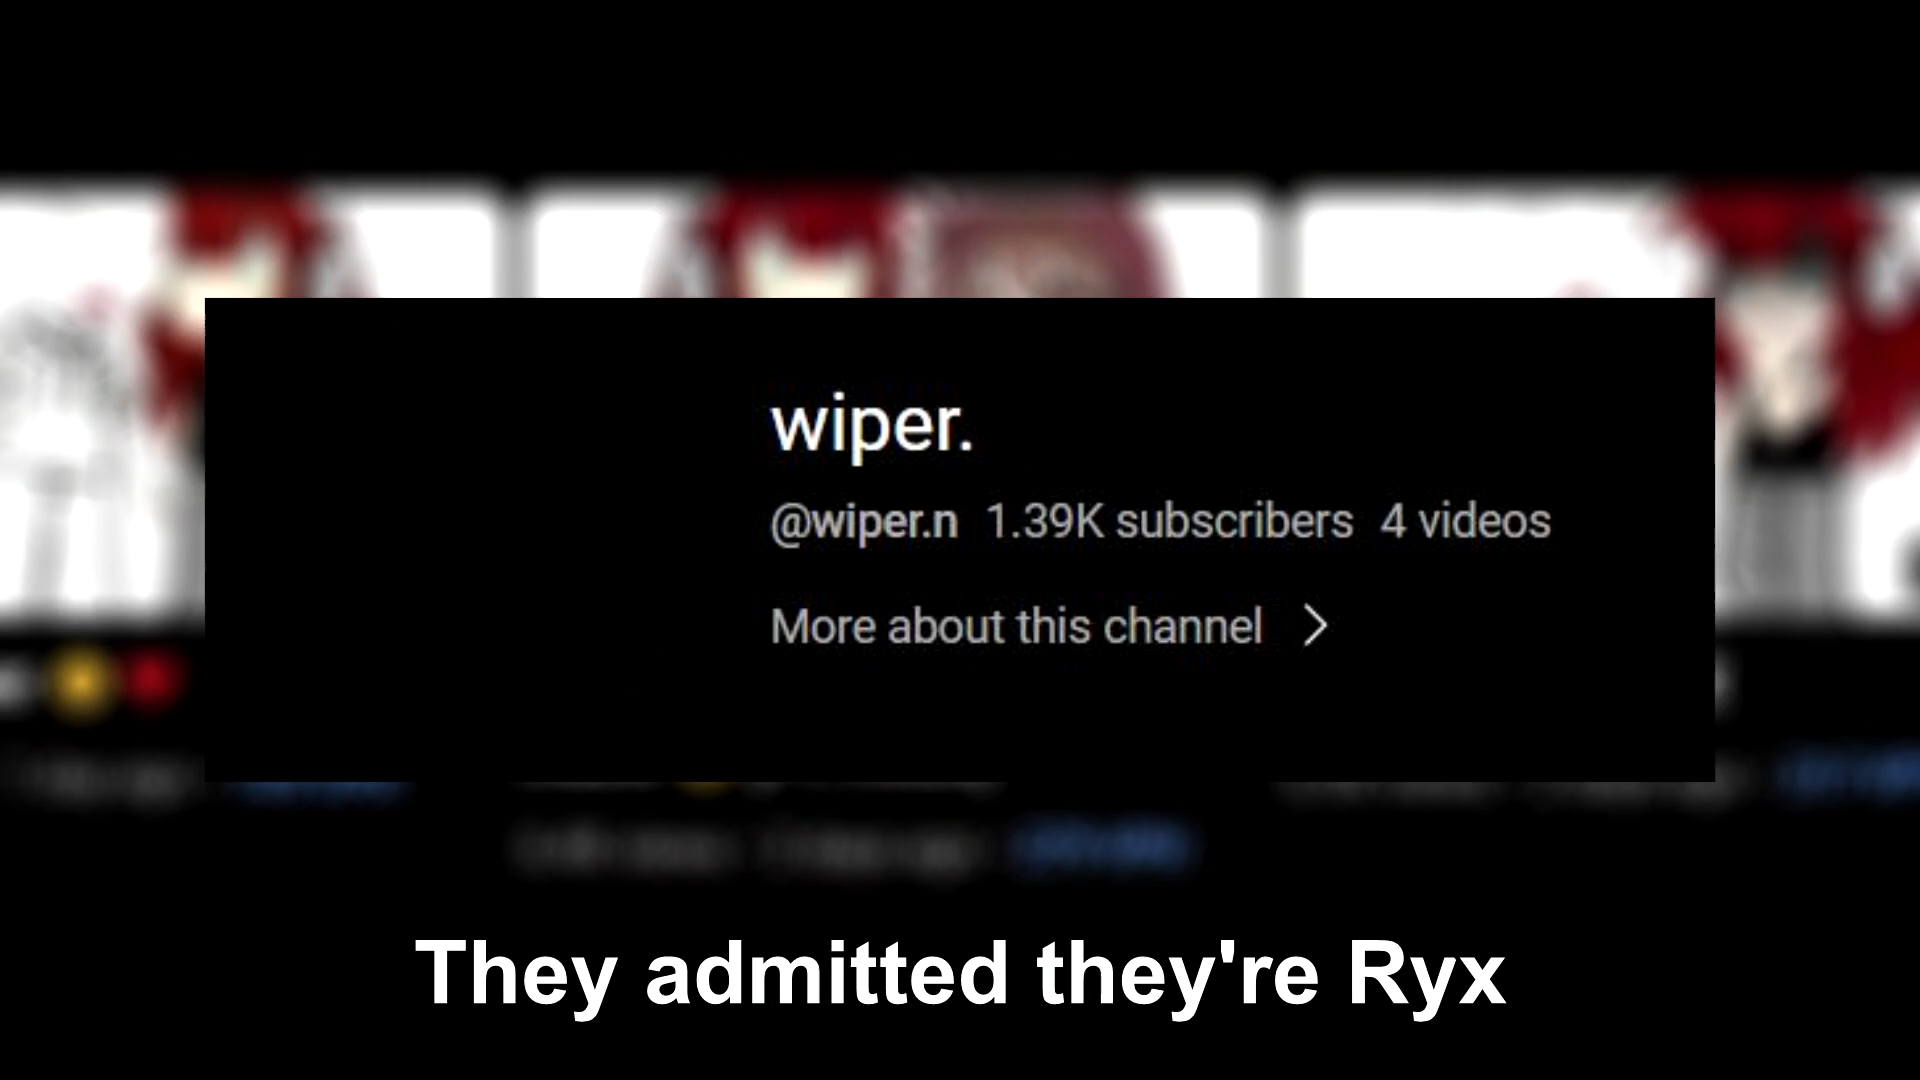 wiper.
@wiper.n 1.39K subscribers 4 videos
More about this channel
They admitted they're Ryx